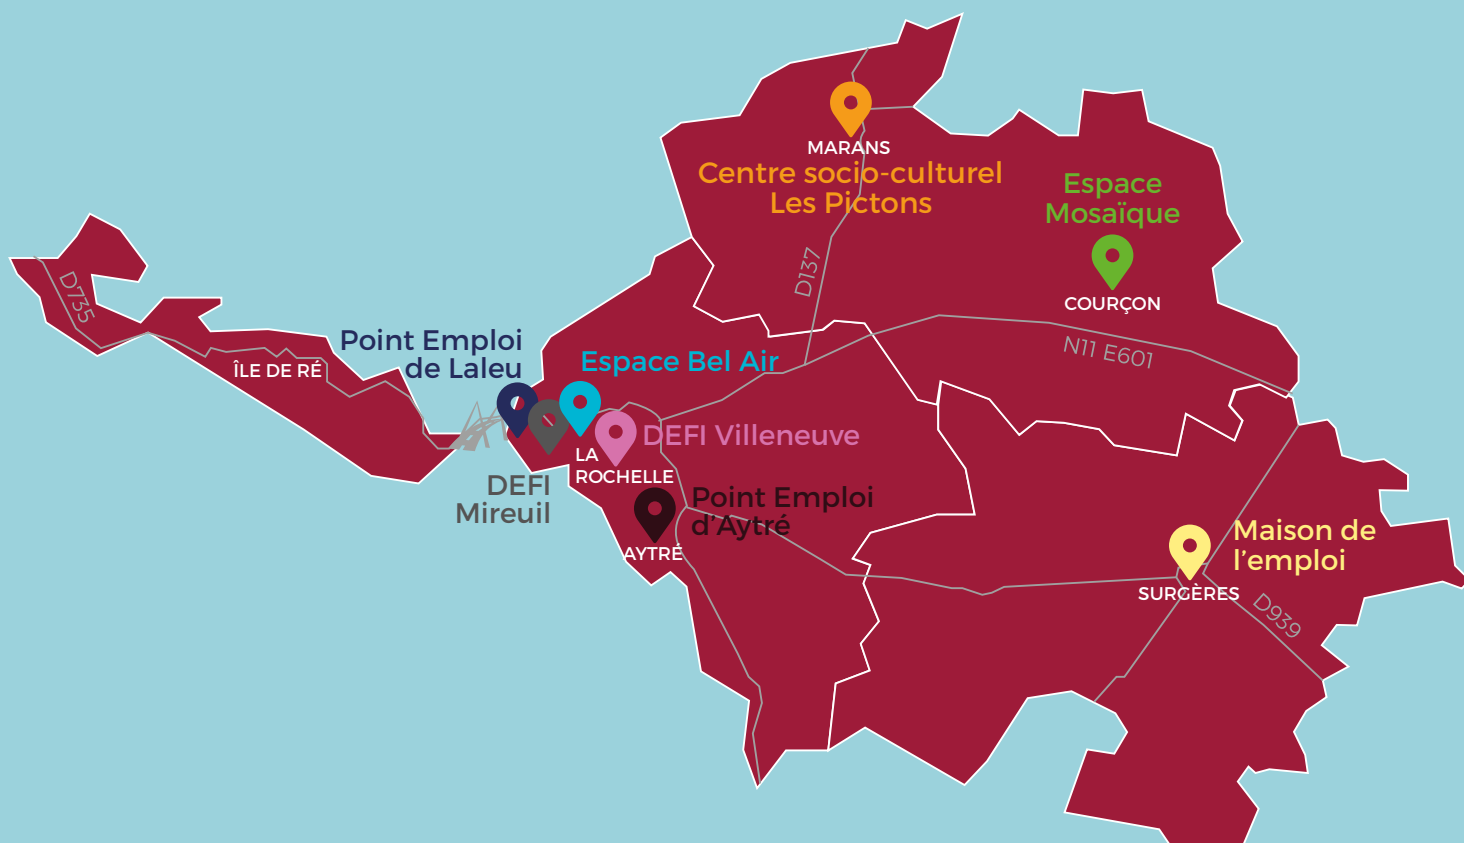 MARANS
Centre socio-culturel
Les Pictons
Espace
Mosaïque
COURÇON
D137
D735
N11 E601
Point Emploi
de Laleu
ÎLE DE RÉ
Espace Bel Air
DEFI Villeneuve
LA
ROCHELLE
DEFI
Mireuil
Point Emploi
d'Aytré
AYTRÉ
Maison de
l'emploi
SURGÈRES
D939